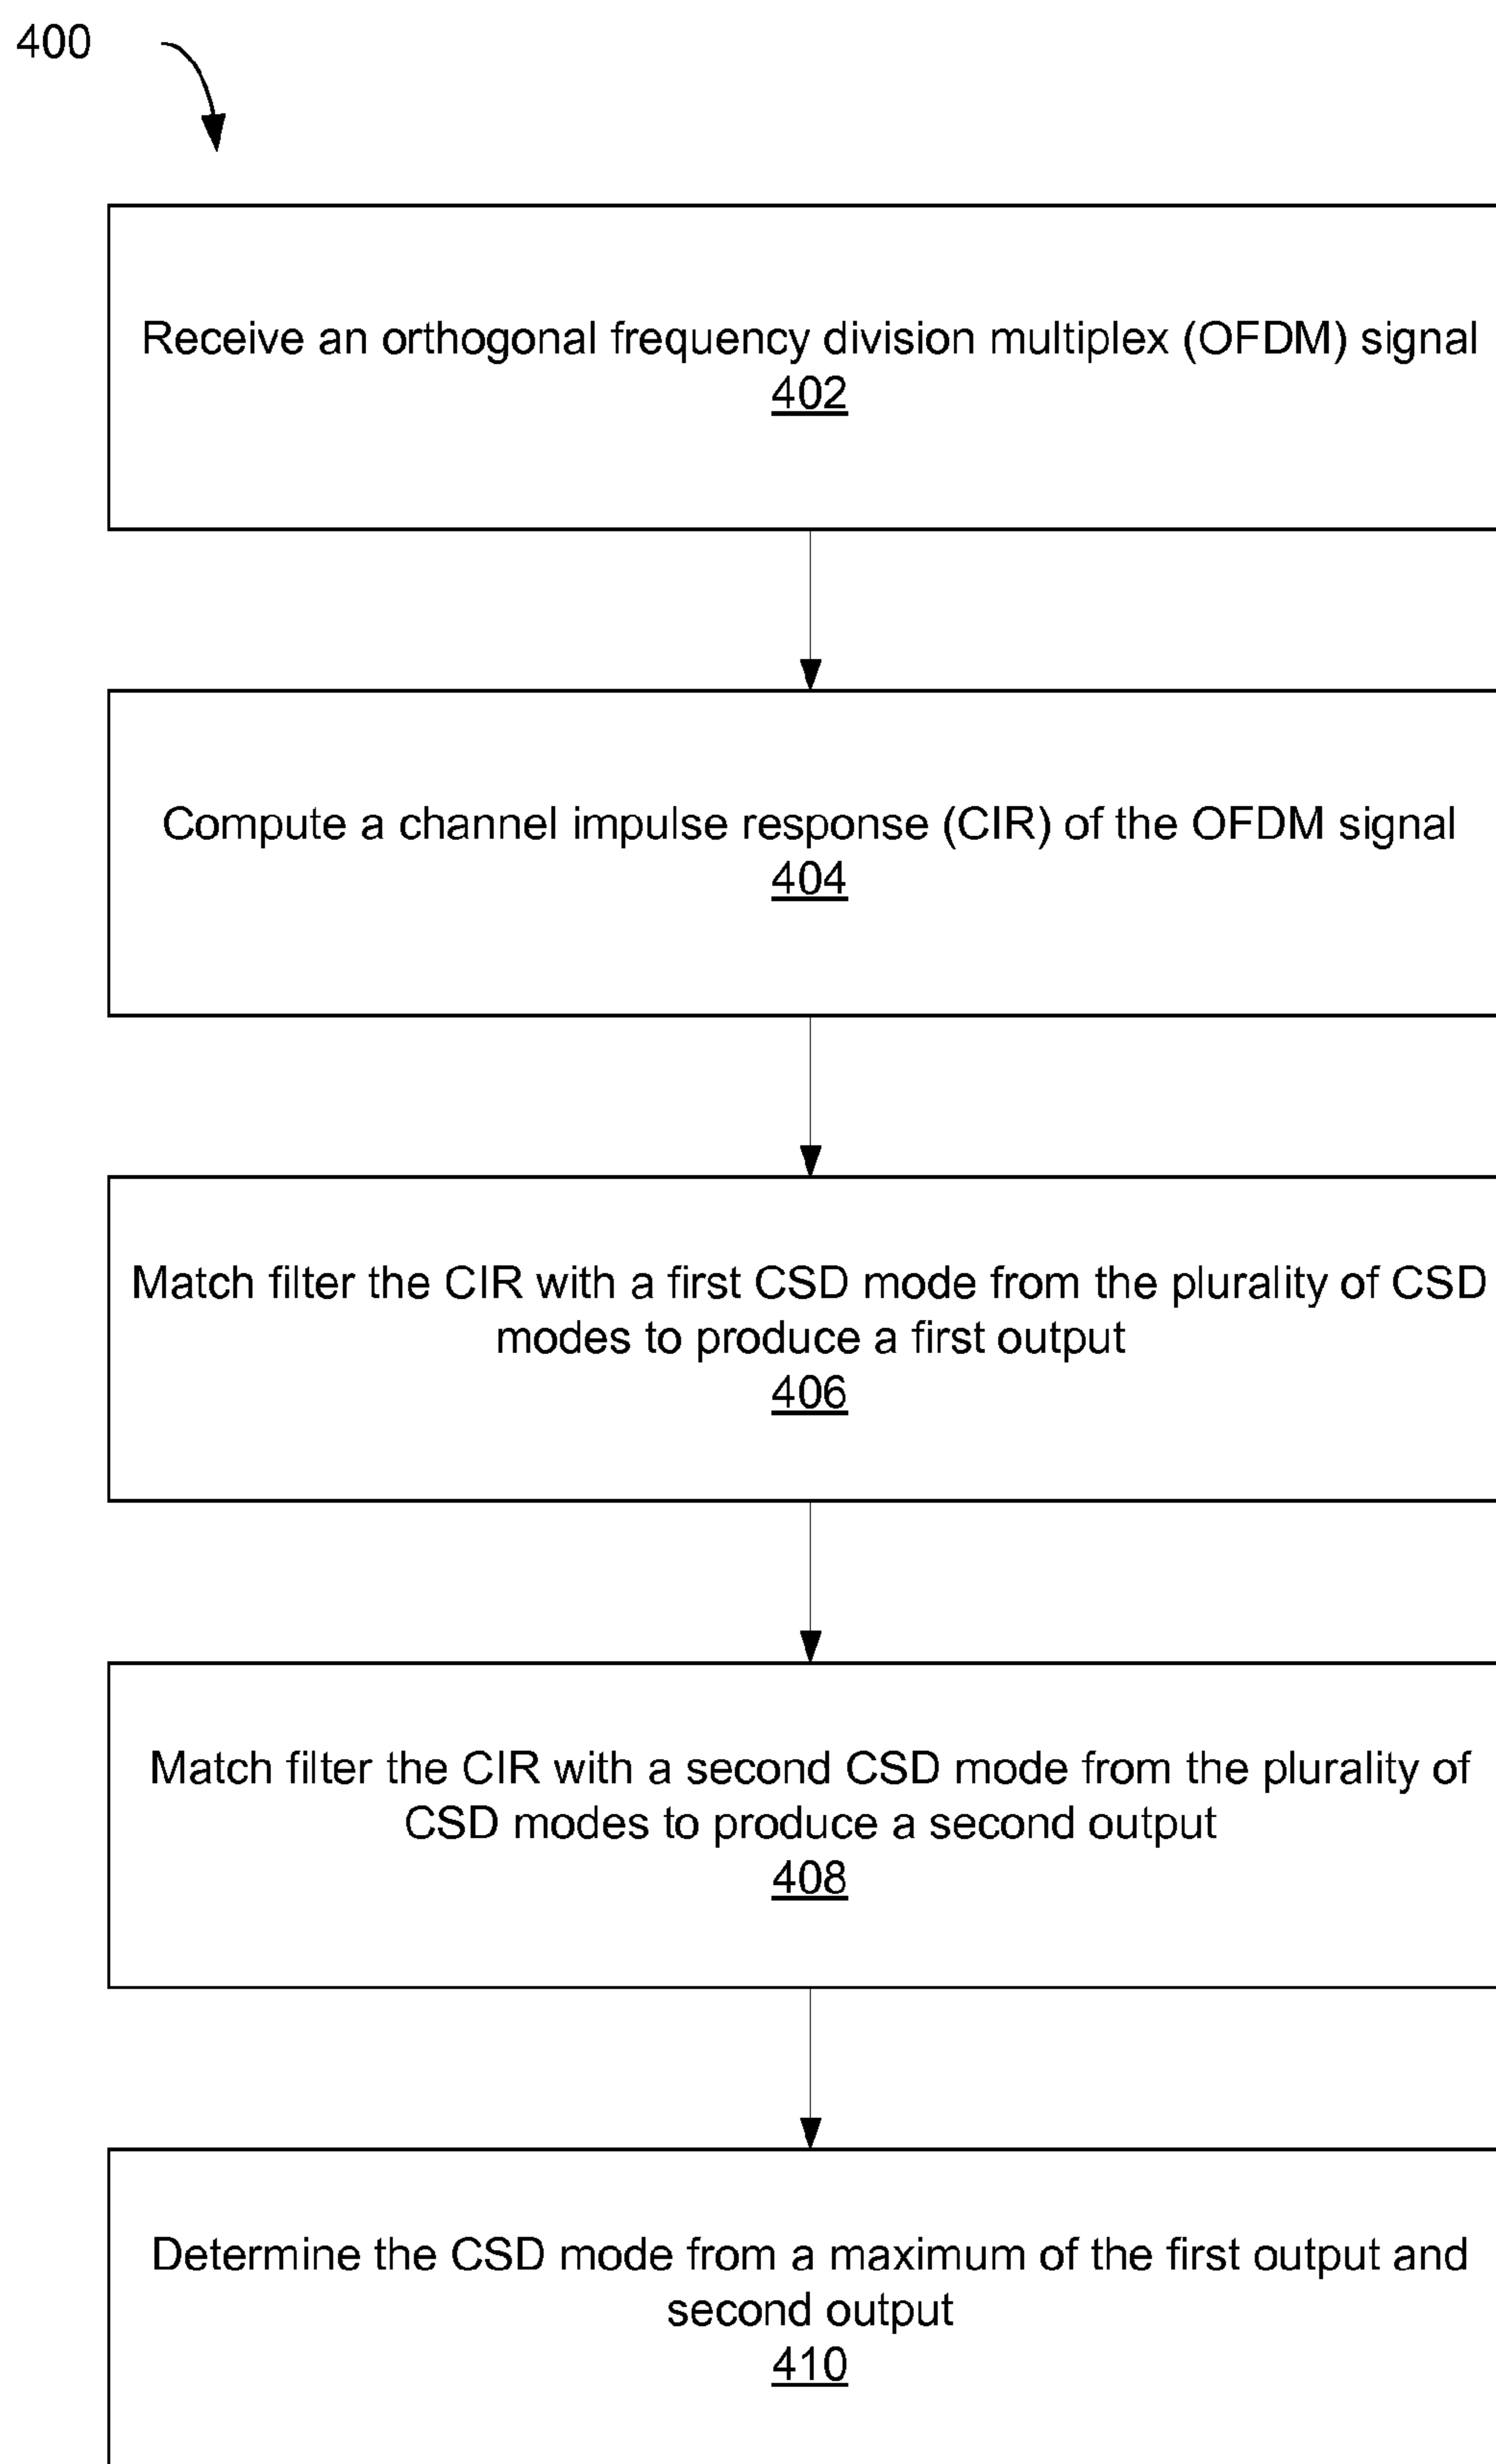 400
Receive an orthogonal frequency division multiplex (OFDM) signal
402
Compute a channel impulse response (CIR) of the OFDM signal
404
Match filter the CIR with a first CSD mode from the plurality of CSD
modes to produce a first output
406
Match filter the CIR with a second CSD mode from the plurality of
CSD modes to produce a second output
408
Determine the CSD mode from a maximum of the first output and
second output
410